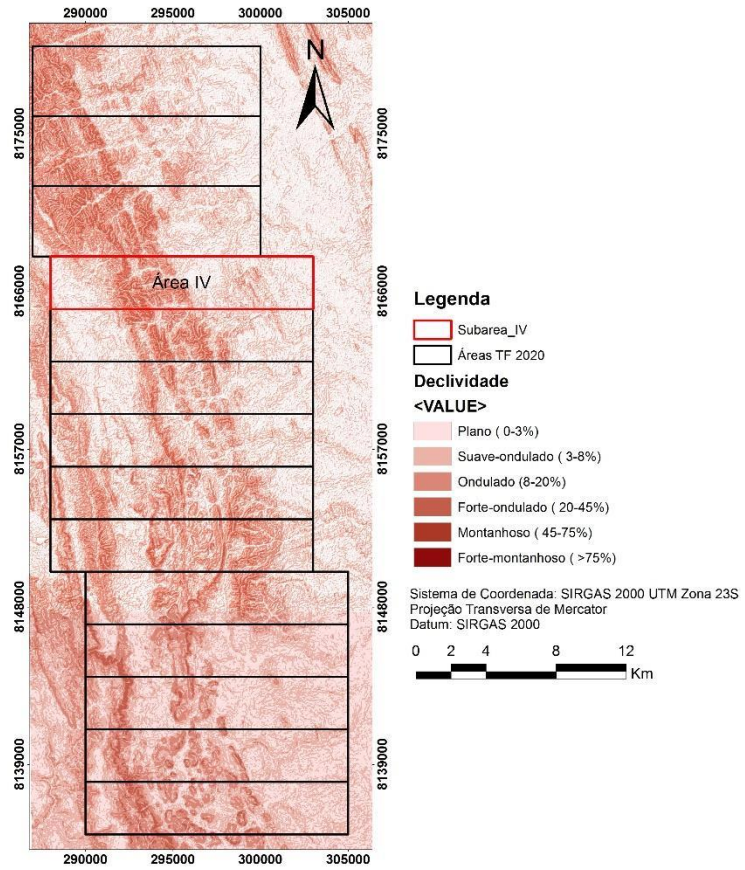 290000 295000 300000 305000
N
8175000
8175000
8166000
8166000
8157000
8157000
8148000
8148000
8139000
8139000
Área IV
290000 295000 300000 305000
Legenda
Subarea_IV
Áreas TF 2020
Declividade
<VALUE>
Plano ( 0-3%)
Suave-ondulado ( 3-8%)
Ondulado (8-20%)
Forte-ondulado ( 20-45%)
Montanhoso ( 45-75%)
Forte-montanhoso ( >75%)
Sistema de Coordenada: SIRGAS 2000 UTM Zona 23S
Projeção Transversa de Mercator
Datum: SIRGAS 2000
0 2 4 8 12
Km